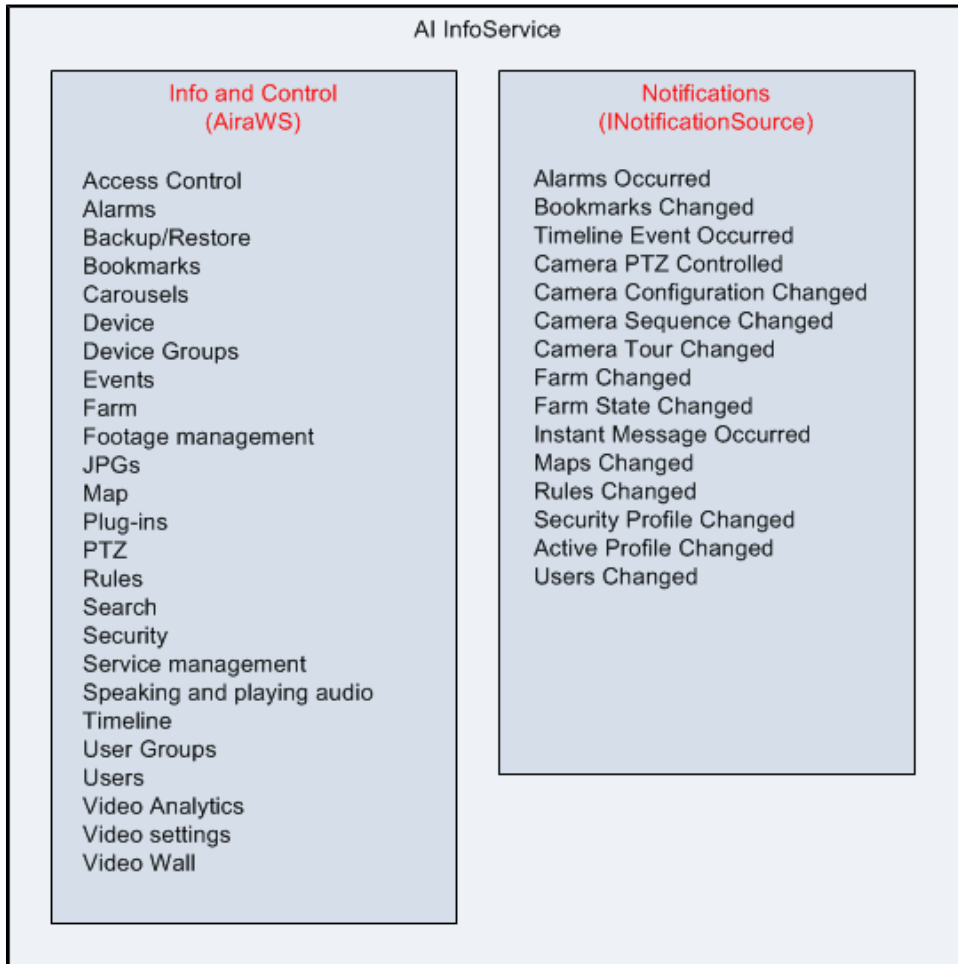 AI InfoService
Info and Control
(AiraWS)
Access Control
Alarms
Backup/Restore
Bookmarks
Carousels
Device
Device Groups
Events
Farm
Footage management
JPGs
Map
Plug-ins
PTZ
Rules
Search
Security
Service management
Speaking and playing audio
Timeline
User Groups
Users
Video Analytics
Video settings
Video Wall
Notifications
(INotificationSource)
Alarms Occurred
Bookmarks Changed
Timeline Event Occurred
Camera PTZ Controlled
Camera Configuration Changed
Camera Sequence Changed
Camera Tour Changed
Farm Changed
Farm State Changed
Instant Message Occurred
Maps Changed
Rules Changed
Security Profile Changed
Active Profile Changed
Users Changed